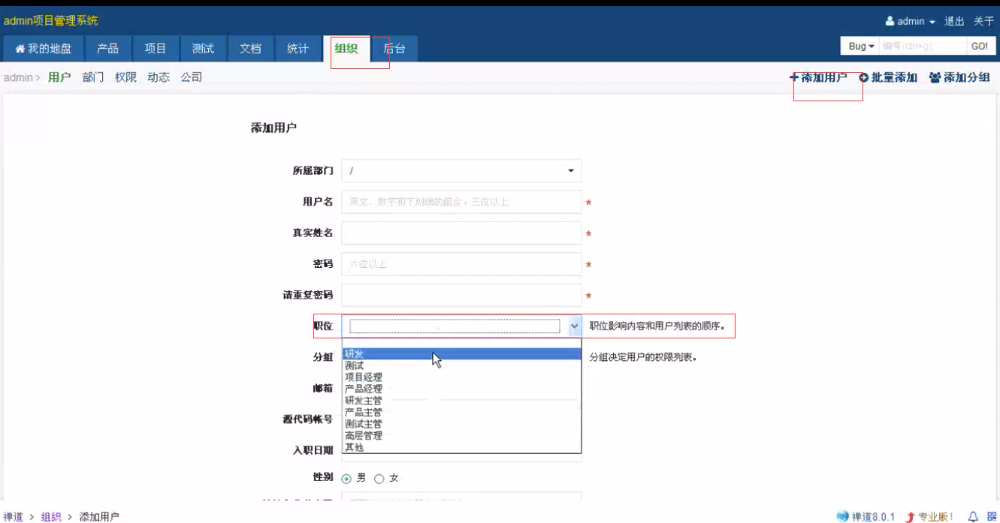 admin项目管理系统
admin 退出 关于
我的地盘 产品 项目 测试 文档 统计 组织 后台
Bug 编号(ctrl+g) GO!
admin > 用户 部门 权限 动态 公司
添加用户 批量添加 添加分组
添加用户
所属部门 /
用户名 英文、数字和下划线的组合，三位以上 *
真实姓名 *
密码 六位以上 *
请重复密码 *
职位 职位影响内容和用户列表的顺序。
分组 研发 分组决定用户的权限列表。
测试
项目经理
邮箱 产品经理
研发主管
产品主管
源代码帐号 测试主管
高层管理
入职日期 其他
性别 男 女
禅道 > 组织 > 添加用户
禅道8.0.1 专业版!